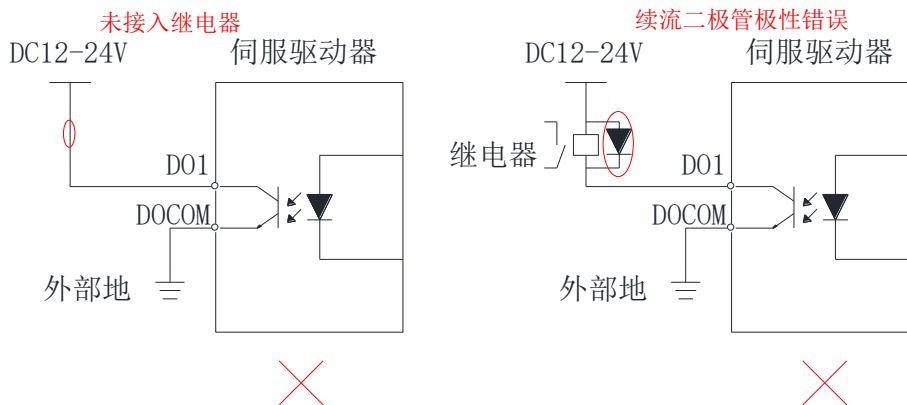 未接入继电器
DC12-24V
伺服驱动器
DO1
DOCOM
外部地
续流二极管极性错误
DC12-24V
伺服驱动器
继电器
DO1
DOCOM
外部地